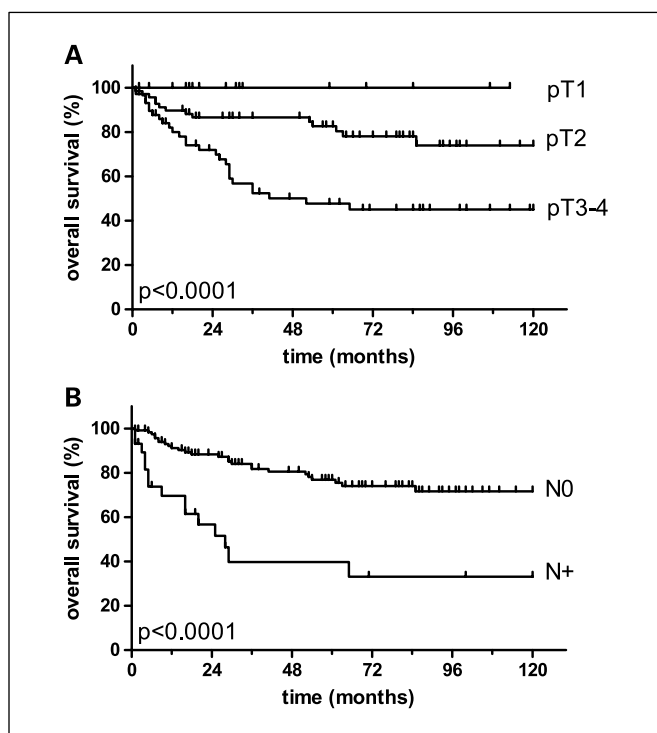 A
overall survival (%)
100
80
60
40
20
0
pT1
pT2
pT3-4
p<0.0001
0 24 48 72 96 120
time (months)
B
overall survival (%)
100
80
60
40
20
0
N0
N+
p<0.0001
0 24 48 72 96 120
time (months)